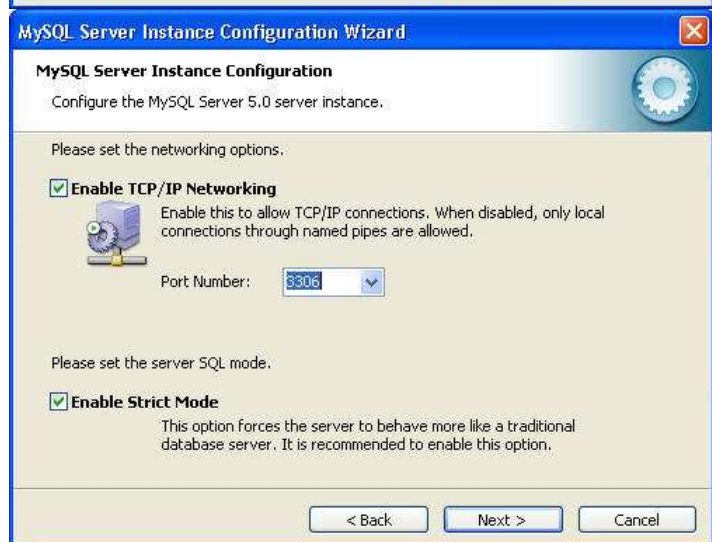 MySQL Server Instance Configuration Wizard
MySQL Server Instance Configuration
Configure the MySQL Server 5.0 server instance.
Please set the networking options.
Enable TCP/IP Networking
Enable this to allow TCP/IP connections. When disabled, only local
connections through named pipes are allowed.
Port Number: 3306
Please set the server SQL mode.
Enable Strict Mode
This option forces the server to behave more like a traditional
database server. It is recommended to enable this option.
< Back Next > Cancel